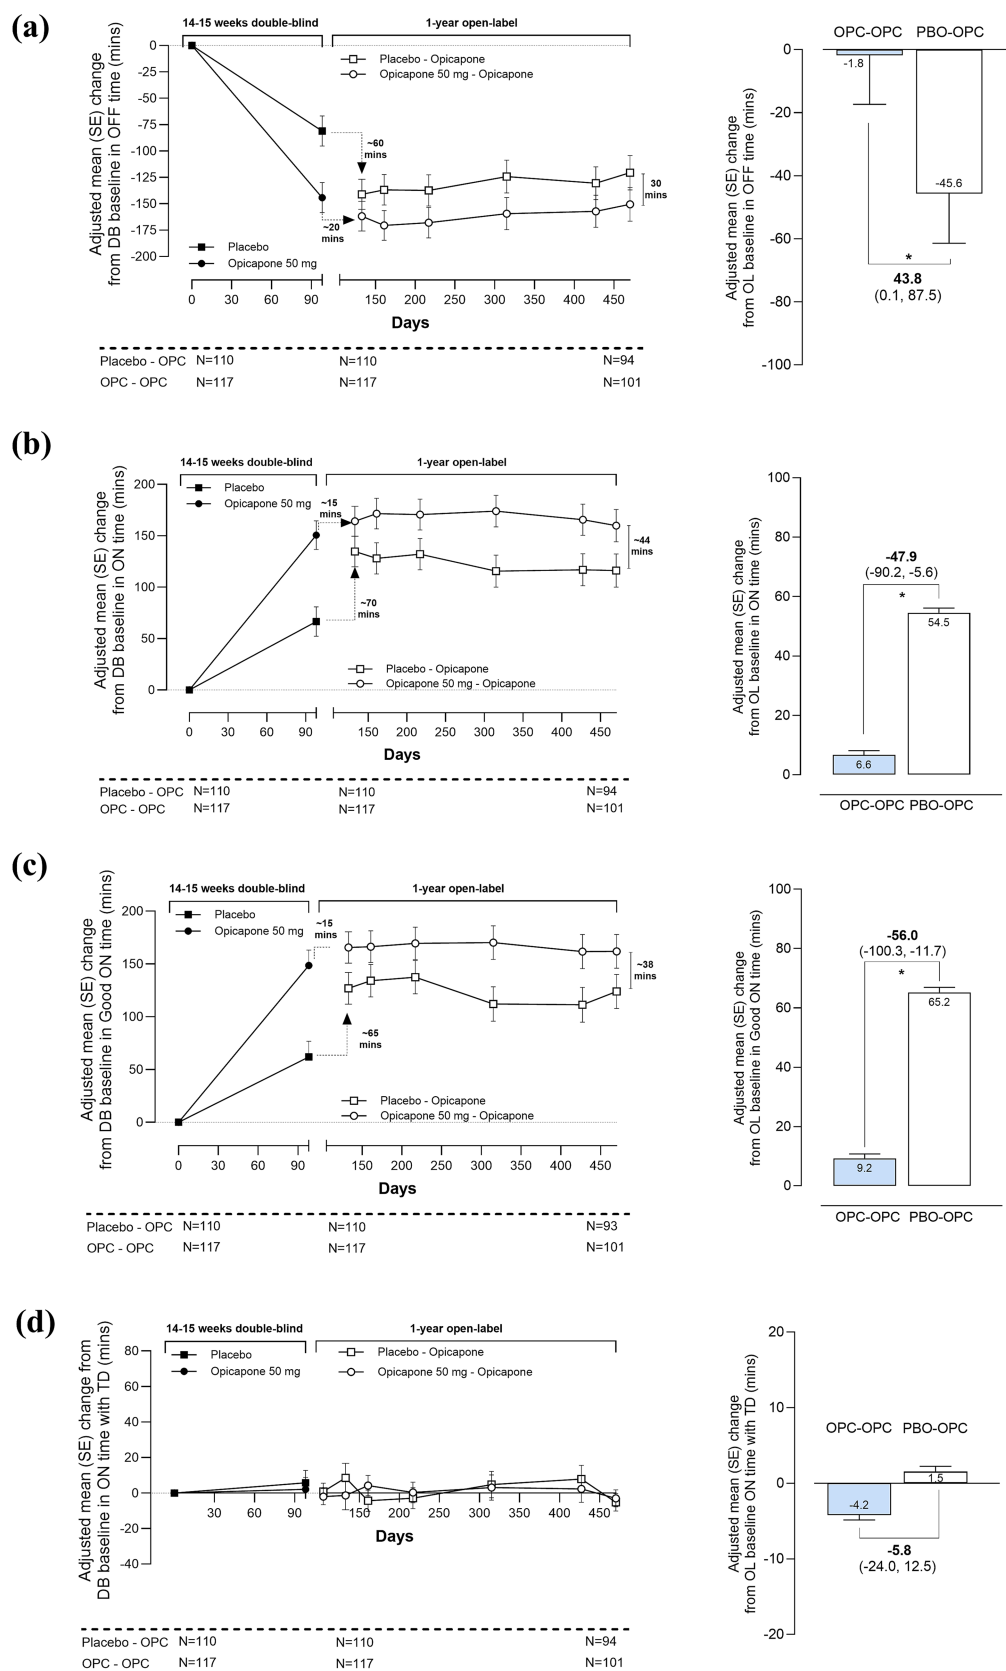 (a)
14-15 weeks double-blind
1-year open-label
Adjusted mean (SE) change
from DB baseline in OFF time (mins)
0
-25
-50
-75
-100
-125
-150
-175
-200
Placebo - Opicapone
Opicapone 50 mg - Opicapone
~60
mins
~20
mins
30
mins
Placebo
Opicapone 50 mg
0 30 60 90 150 200 250 300 350 400 450
Days
Placebo - OPC N=110 N=110 N=94
OPC - OPC N=117 N=117 N=101
OPC-OPC PBO-OPC
Adjusted mean (SE) change
from OL baseline in OFF time (mins)
0
-20
-40
-60
-80
-100
-1.8
-45.6
*
43.8
(0.1, 87.5)
(b)
14-15 weeks double-blind
1-year open-label
Adjusted mean (SE) change
from DB baseline in ON time (mins)
200
150
100
50
0
Placebo
Opicapone 50 mg
~15
mins
~70
mins
~44
mins
Placebo - Opicapone
Opicapone 50 mg - Opicapone
0 30 60 90 150 200 250 300 350 400 450
Days
Placebo - OPC N=110 N=110 N=94
OPC - OPC N=117 N=117 N=101
Adjusted mean (SE) change
from OL baseline in ON time (mins)
100
80
60
40
20
0
-47.9
(-90.2, -5.6)
*
54.5
6.6
OPC-OPC PBO-OPC
(c)
14-15 weeks double-blind
1-year open-label
Adjusted mean (SE) change
from DB baseline in Good ON time (mins)
200
150
100
50
0
Placebo
Opicapone 50 mg
~15
mins
~65
mins
~38
mins
Placebo - Opicapone
Opicapone 50 mg - Opicapone
0 30 60 90 150 200 250 300 350 400 450
Days
Placebo - OPC N=110 N=110 N=93
OPC - OPC N=117 N=117 N=101
Adjusted mean (SE) change
from OL baseline in Good ON time (mins)
100
80
60
40
20
0
-56.0
(-100.3, -11.7)
*
65.2
9.2
OPC-OPC PBO-OPC
(d)
14-15 weeks double-blind
1-year open-label
Adjusted mean (SE) change from
DB baseline in ON time with TD (mins)
80
60
40
20
0
-20
-40
Placebo
Opicapone 50 mg
Placebo - Opicapone
Opicapone 50 mg - Opicapone
30 60 90 150 200 250 300 350 400 450
Days
Placebo - OPC N=110 N=110 N=94
OPC - OPC N=117 N=117 N=101
Adjusted mean (SE) change
from OL baseline ON time with TD (mins)
20
10
0
-10
-20
OPC-OPC PBO-OPC
1.5
-4.2
-5.8
(-24.0, 12.5)